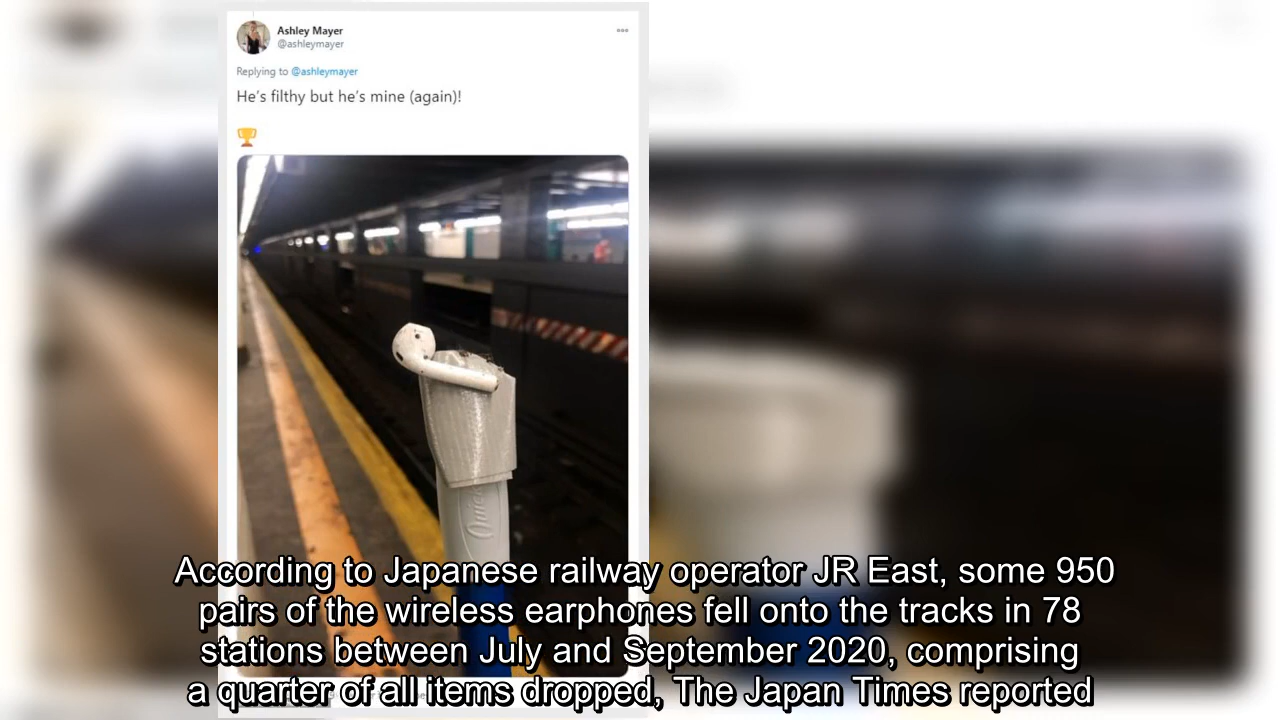 Ashley Mayer
@ashleymayer
Replying to @ashleymayer
He's filthy but he's mine (again)!
According to Japanese railway operator JR East, some 950
pairs of the wireless earphones fell onto the tracks in 78
stations between July and September 2020, comprising
a quarter of all items dropped, The Japan Times reported